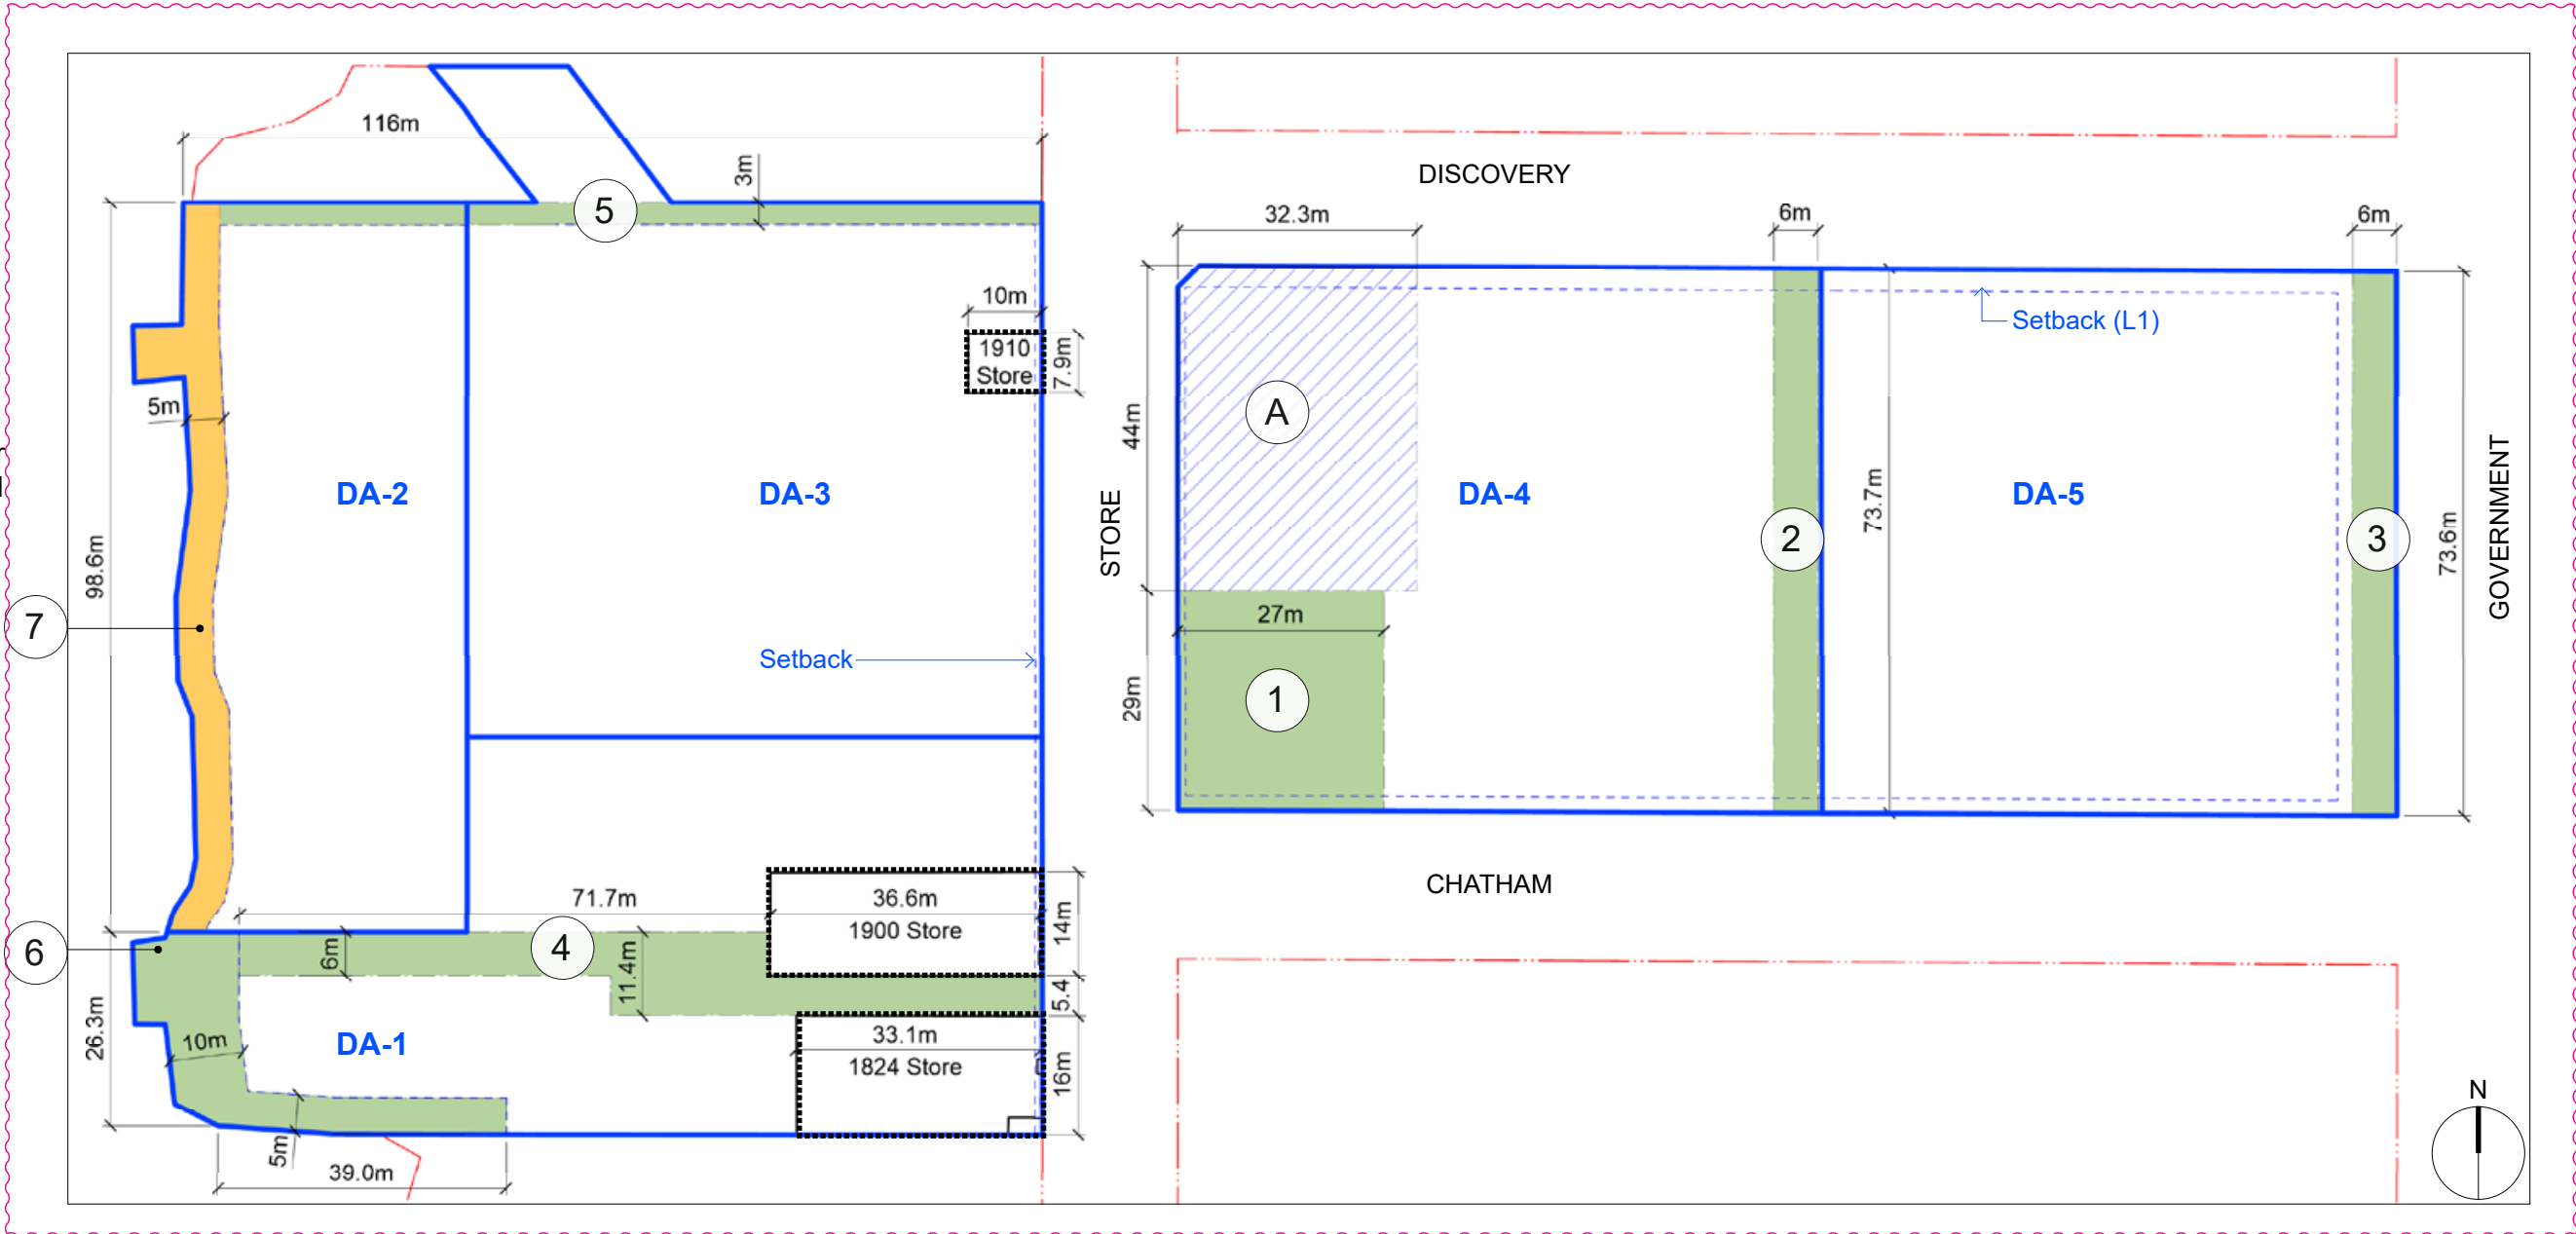 116m
3m
5
DISCOVERY
32.3m
6m
6m
Setback (L1)
10m
1910
Store
7.9m
5m
A
44m
DA-2
DA-3
DA-4
DA-5
STORE
73.7m
GOVERNMENT
2
3
73.6m
98.6m
7
27m
Setback
1
29m
71.7m
36.6m
1900 Store
14m
CHATHAM
6
6m
4
11.4m
5.4
26.3m
10m
DA-1
33.1m
1824 Store
16m
5m
39.0m
N